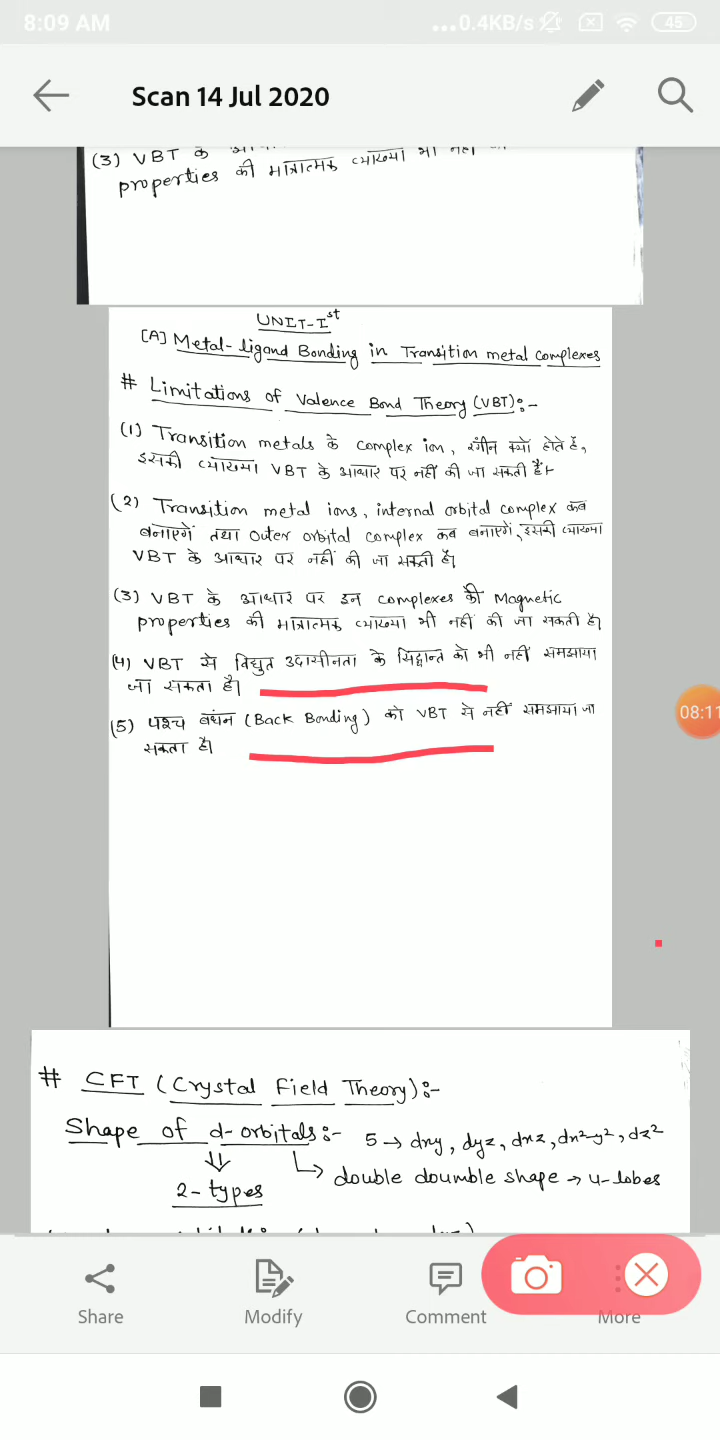 8:09 AM
...0.4KB/s
45
Scan 14 Jul 2020
(3) VBT के
properties की मात्रात्मक व्याख्या भी नहीं
UNIT-Ist
[A] Metal-ligand Bonding in Transition metal complexes
# Limitations of Valence Bond Theory (VBT):-
(1) Transition metals के complex ion, रंगीन क्यो होते हैं,
इसकी व्याख्या VBT के आधार पर नहीं की जा सकती है।
(2) Transition metal ions, internal orbital complex कब
बनाएगें तथा outer orbital complex कब बनाएगें, इसकी व्याख्या
VBT के आधार पर नहीं की जा सकती है।
(3) VBT के आधार पर इन complexes की Magnetic
properties की मात्रात्मक व्याख्या भी नहीं की जा सकती है।
(4) VBT से विद्युत उदासीनता के सिद्धान्त को भी नहीं समझाया
जा सकता है।
(5) पश्च बंधन (Back Bonding) को VBT से नहीं समझाया जा
सकता है।
08:11
# CFT (Crystal Field Theory):-
Shape of d-orbitals:- 5 → dxy, dyz, dxz, dx²y², dz²
double doumble shape → 4-lobes
2-types
Share
Modify
Comment
More